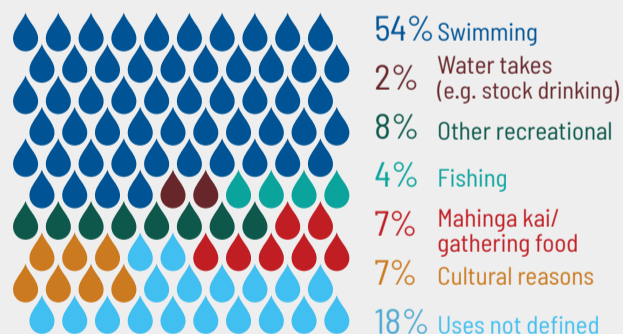 54% Swimming
2% Water takes
(e.g. stock drinking)
8% Other recreational
4% Fishing
7% Mahinga kai/
gathering food
7% Cultural reasons
18% Uses not defined